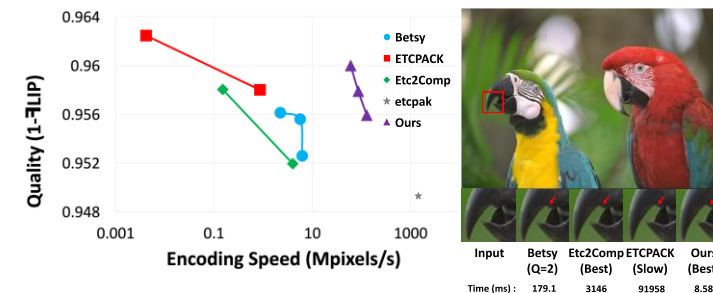 0.964
0.96
0.956
0.952
0.948
Quality (1-ꟻLIP)
0.001
0.1
10
1000
Encoding Speed (Mpixels/s)
Betsy
ETCPACK
Etc2Comp
etcpak
Ours
Input
Betsy (Q=2)
Etc2Comp (Best)
ETCPACK (Slow)
Ours (Best
Time (ms) : 179.1 3146 91958 8.58